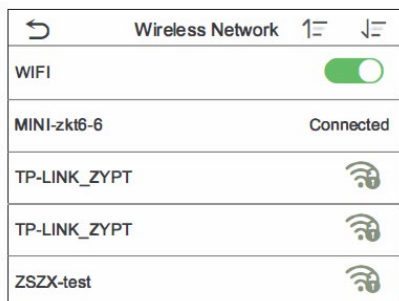 Wireless Network
WIFI
MINI-zkt6-6
Connected
TP-LINK_ZYPT
TP-LINK_ZYPT
ZSZX-test